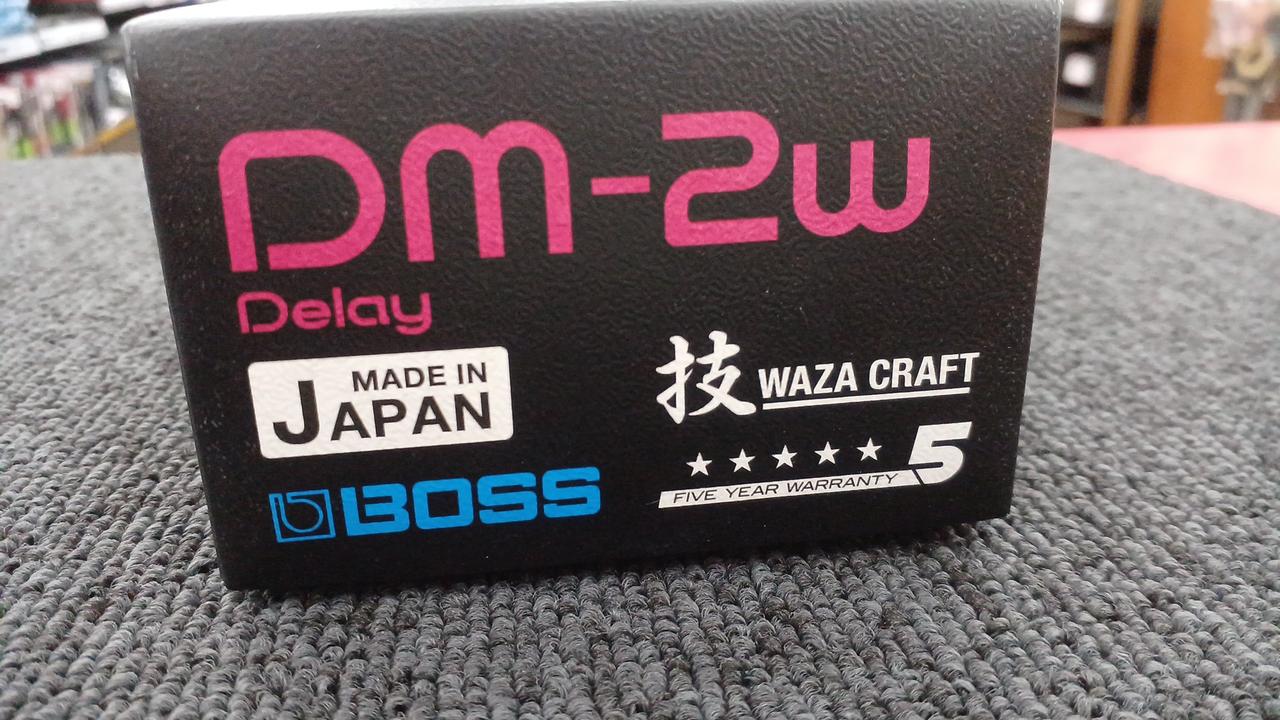 DM-2w
Delay
MADE IN
JAPAN
BOSS
技 WAZA CRAFT
★★★★★ 5
FIVE YEAR WARRANTY